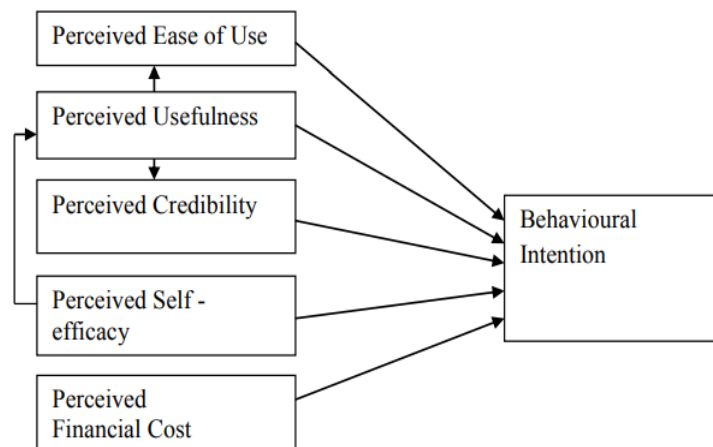 Perceived Ease of Use
Perceived Usefulness
Perceived Credibility
Perceived Self -
efficacy
Perceived
Financial Cost
Behavioural
Intention